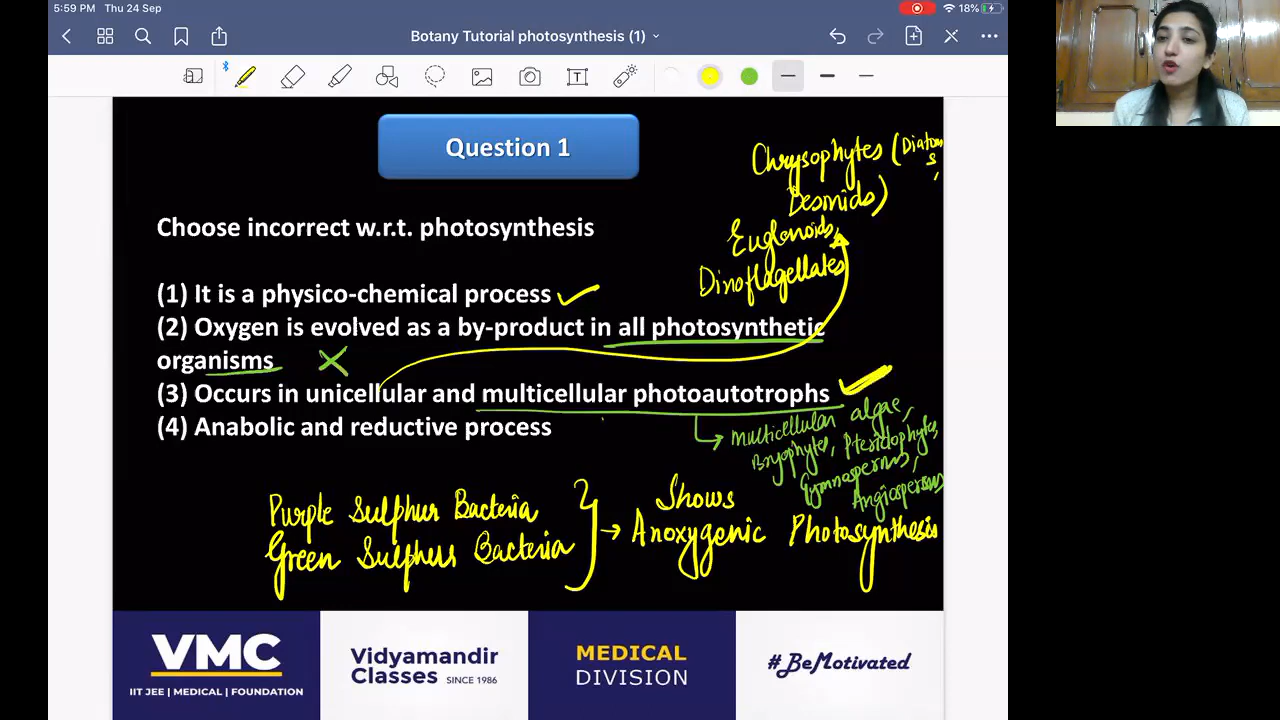 5:59 PM Thu 24 Sep
18%
Botany Tutorial photosynthesis (1)
Question 1
Choose incorrect w.r.t. photosynthesis
(1) It is a physico-chemical process
(2) Oxygen is evolved as a by-product in all photosynthetic
organisms
(3) Occurs in unicellular and multicellular photoautotrophs
(4) Anabolic and reductive process
Chrysophytes (Diatom
s,
Desmids)
Euglenoids,
Dinoflagellates
Multicellular algae,
Bryophytes, Pteridophytes,
Gymnosperms,
Angiosperms
Purple Sulphur Bacteria
Green Sulphur Bacteria
Shows
Anoxygenic Photosynthesis
VMC
IIT JEE | MEDICAL | FOUNDATION
Vidyamandir
Classes SINCE 1986
MEDICAL
DIVISION
#BeMotivated